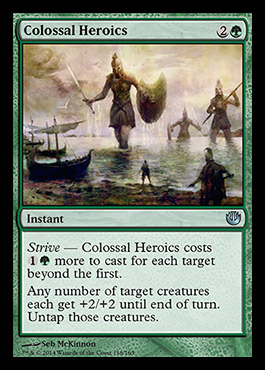 Colossal Heroics 2
Instant
Strive — Colossal Heroics costs
1 more to cast for each target
beyond the first.
Any number of target creatures
each get +2/+2 until end of turn.
Untap those creatures.
Seb McKinnon
™ & © 2014 Wizards of the Coast 118/165